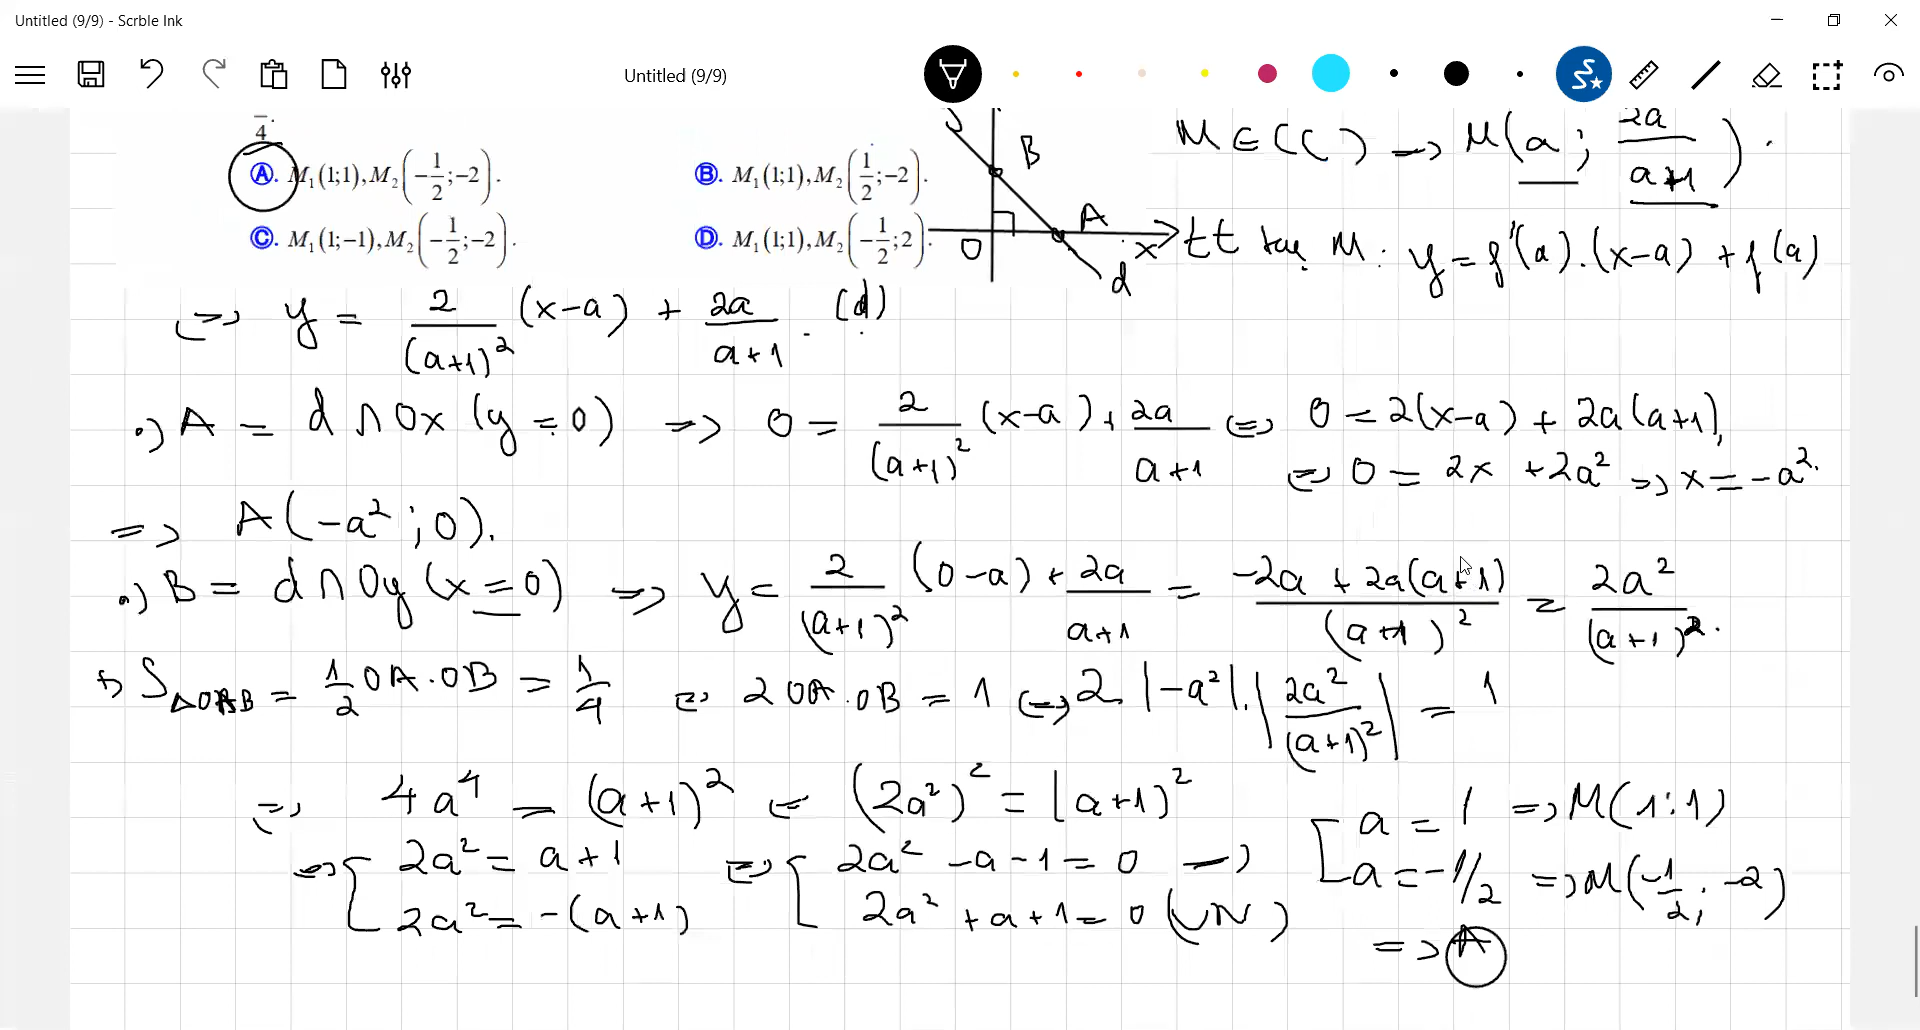 Untitled (9/9) - Scrble Ink
Untitled (9/9)
4.
A. M₁(1;1), M₂(-1/2;-2).
B. M₁(1;1), M₂(1/2;-2).
C. M₁(1;-1), M₂(-1/2;-2).
D. M₁(1;1), M₂(-1/2;2).
B
A
O
x
d
M ∈ (C) => M(a; 2a/(a+1)).
tt tại M: y = f'(a).(x-a) + f(a)
<=> y = 2/(a+1)² (x-a) + 2a/(a+1). (d)
•) A = d ∩ Ox (y=0) => 0 = 2/(a+1)² (x-a) + 2a/(a+1) <=> 0 = 2(x-a) + 2a(a+1)
<=> 0 = 2x + 2a² => x = -a².
=> A(-a²; 0).
•) B = d ∩ Oy (x=0) => y = 2/(a+1)² (0-a) + 2a/(a+1) = (-2a + 2a(a+1))/(a+1)² = 2a²/(a+1)².
+) S△OAB = 1/2 OA.OB = 1/4 <=> 2 OA.OB = 1 <=> 2.|-a²|.|2a²/(a+1)²| = 1
<=> 4a⁴ = (a+1)² <=> (2a²)² = (a+1)²
<=> [ 2a² = a+1 <=> [ 2a² - a - 1 = 0 => [ a = 1 => M(1;1)
2a² = -(a+1) 2a² + a + 1 = 0 (VN) a = -1/2 => M(-1/2; -2)
=> A